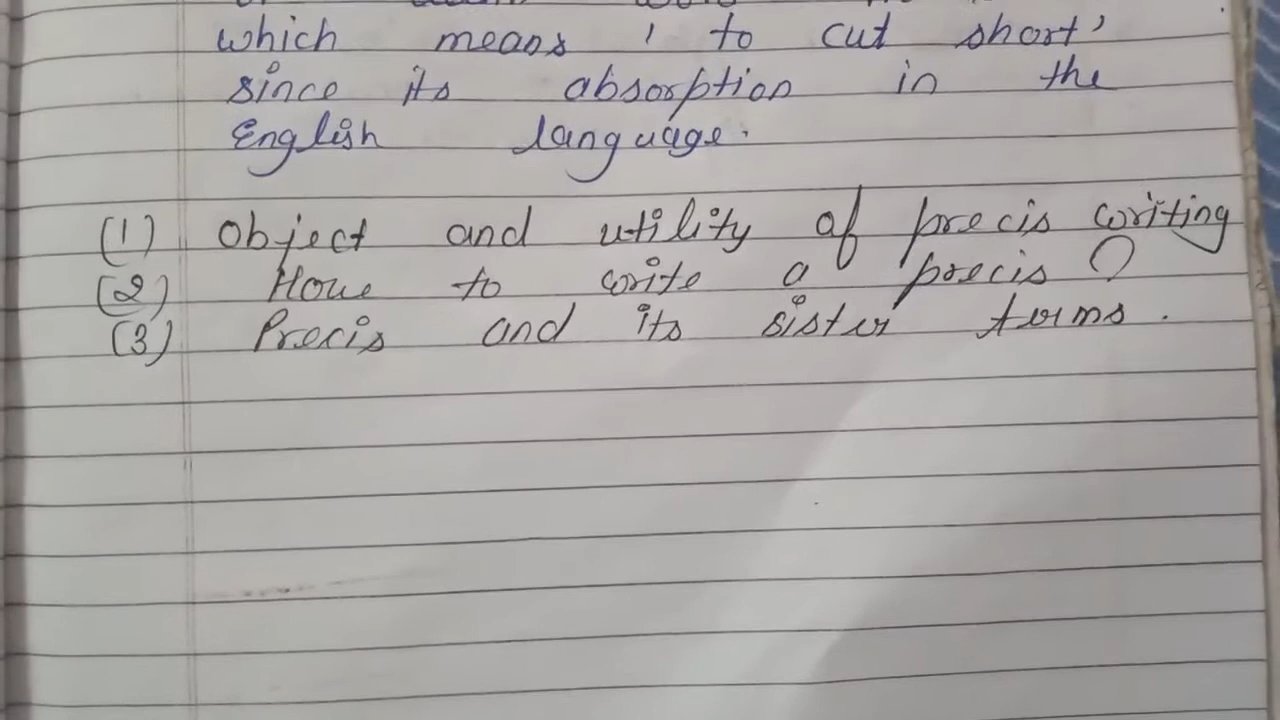 which means ' to cut short'
since its absorption in the
English language.
(1) Object and utility of precis writing
(2) Howe to write a precis ?
(3) Precis and its sister terms.